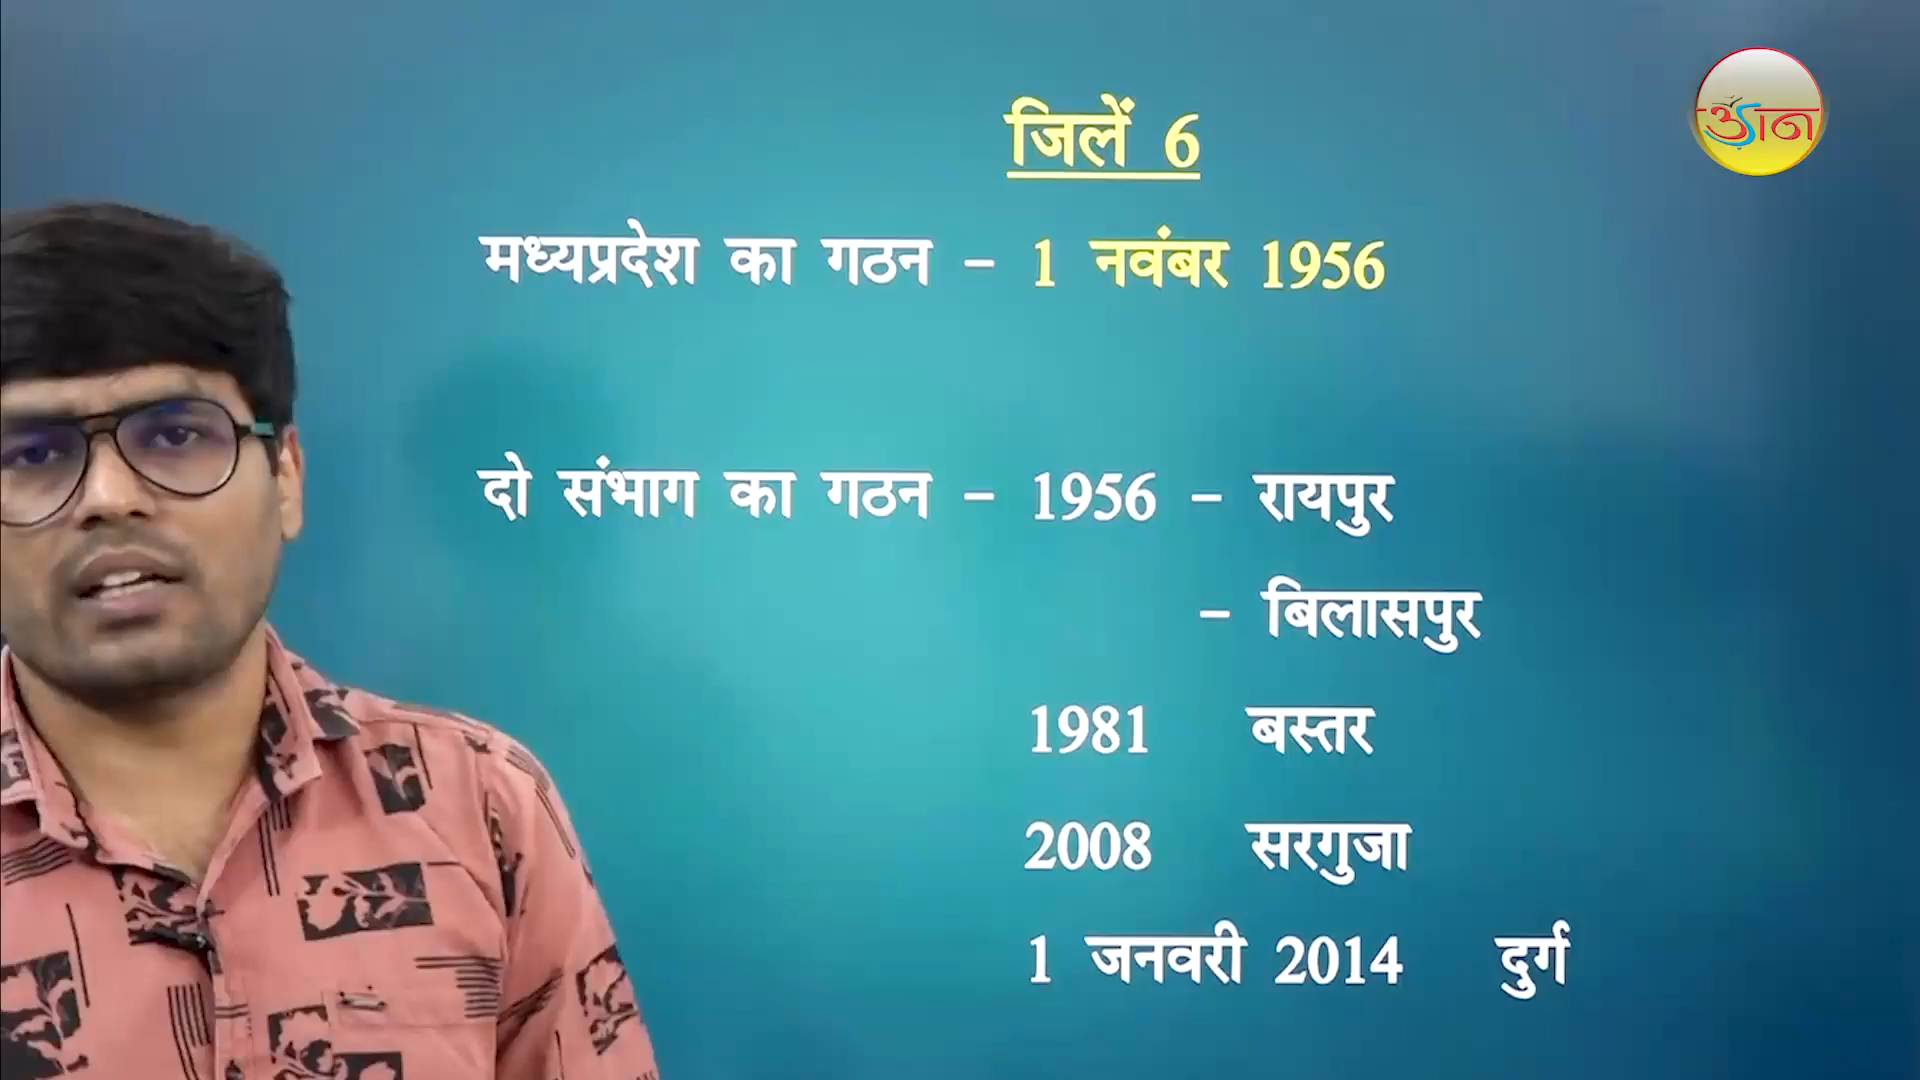 उड़ान
जिलें 6
मध्यप्रदेश का गठन – 1 नवंबर 1956
दो संभाग का गठन – 1956 – रायपुर
– बिलासपुर
1981 बस्तर
2008 सरगुजा
1 जनवरी 2014 दुर्ग